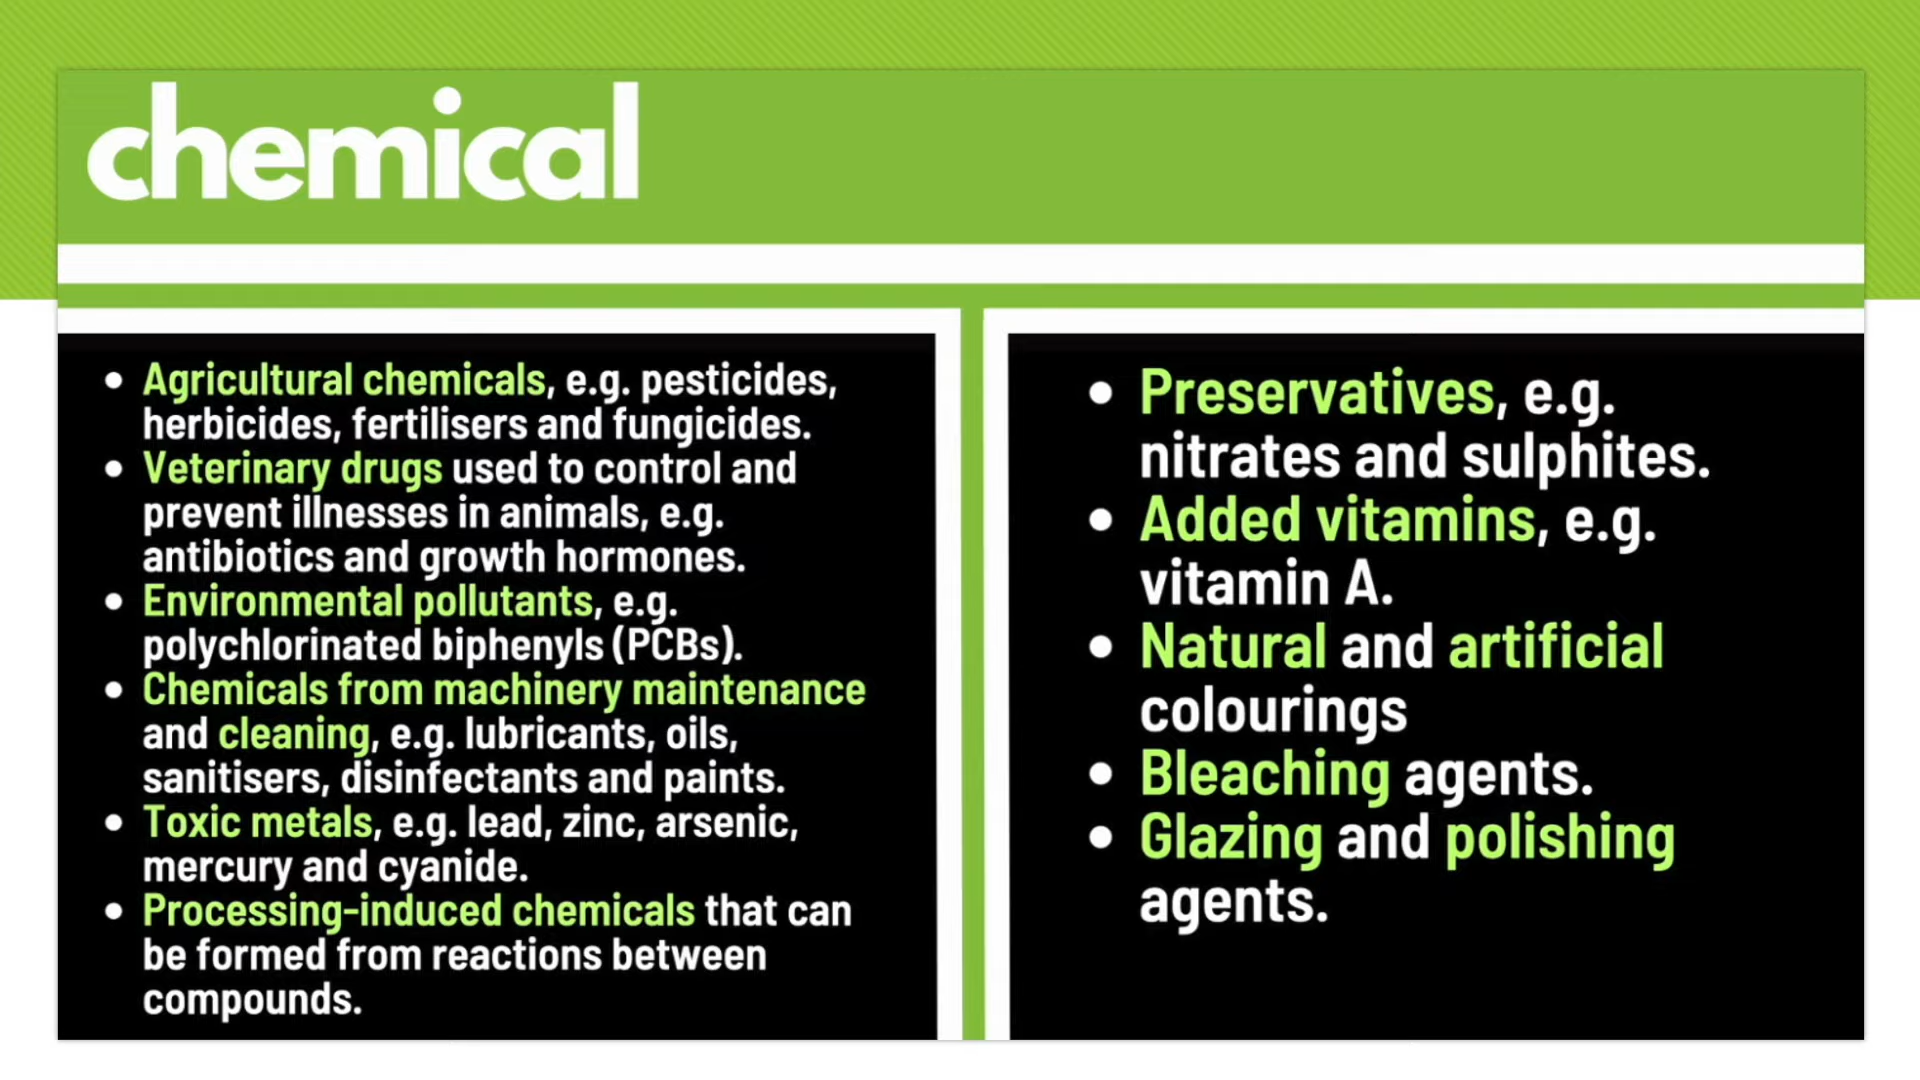 chemical
• Agricultural chemicals, e.g. pesticides,
herbicides, fertilisers and fungicides.
• Veterinary drugs used to control and
prevent illnesses in animals, e.g.
antibiotics and growth hormones.
• Environmental pollutants, e.g.
polychlorinated biphenyls (PCBs).
• Chemicals from machinery maintenance
and cleaning, e.g. lubricants, oils,
sanitisers, disinfectants and paints.
• Toxic metals, e.g. lead, zinc, arsenic,
mercury and cyanide.
• Processing-induced chemicals that can
be formed from reactions between
compounds.
• Preservatives, e.g.
nitrates and sulphites.
• Added vitamins, e.g.
vitamin A.
• Natural and artificial
colourings
• Bleaching agents.
• Glazing and polishing
agents.